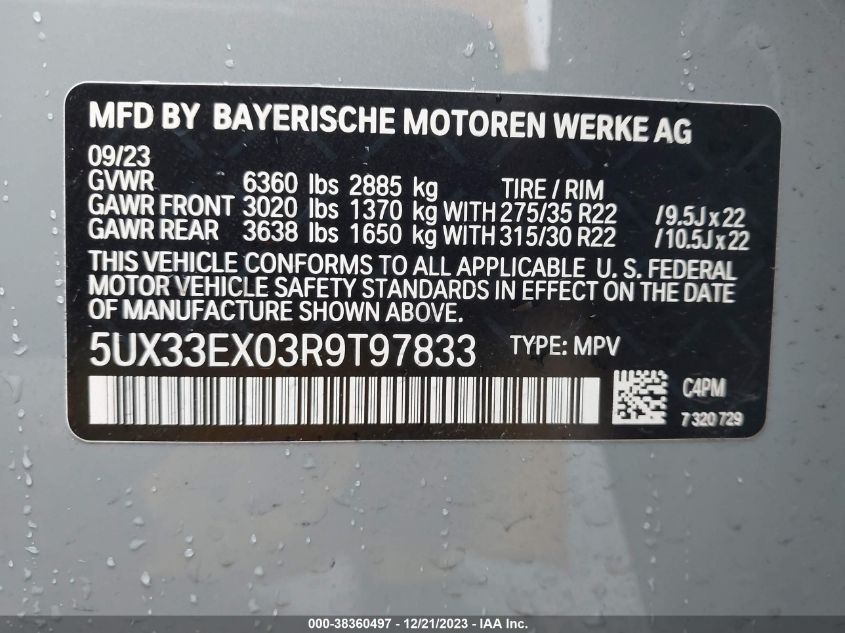 MFD BY BAYERISCHE MOTOREN WERKE AG
09/23
GVWR 6360 lbs 2885 kg TIRE / RIM
GAWR FRONT 3020 lbs 1370 kg WITH 275/35 R22 /9.5J x 22
GAWR REAR 3638 lbs 1650 kg WITH 315/30 R22 /10.5J x 22
THIS VEHICLE CONFORMS TO ALL APPLICABLE U. S. FEDERAL
MOTOR VEHICLE SAFETY STANDARDS IN EFFECT ON THE DATE
OF MANUFACTURE SHOWN ABOVE.
5UX33EX03R9T97833 TYPE: MPV
C4PM
7 320 729
000-38360497 - 12/21/2023 - IAA Inc.